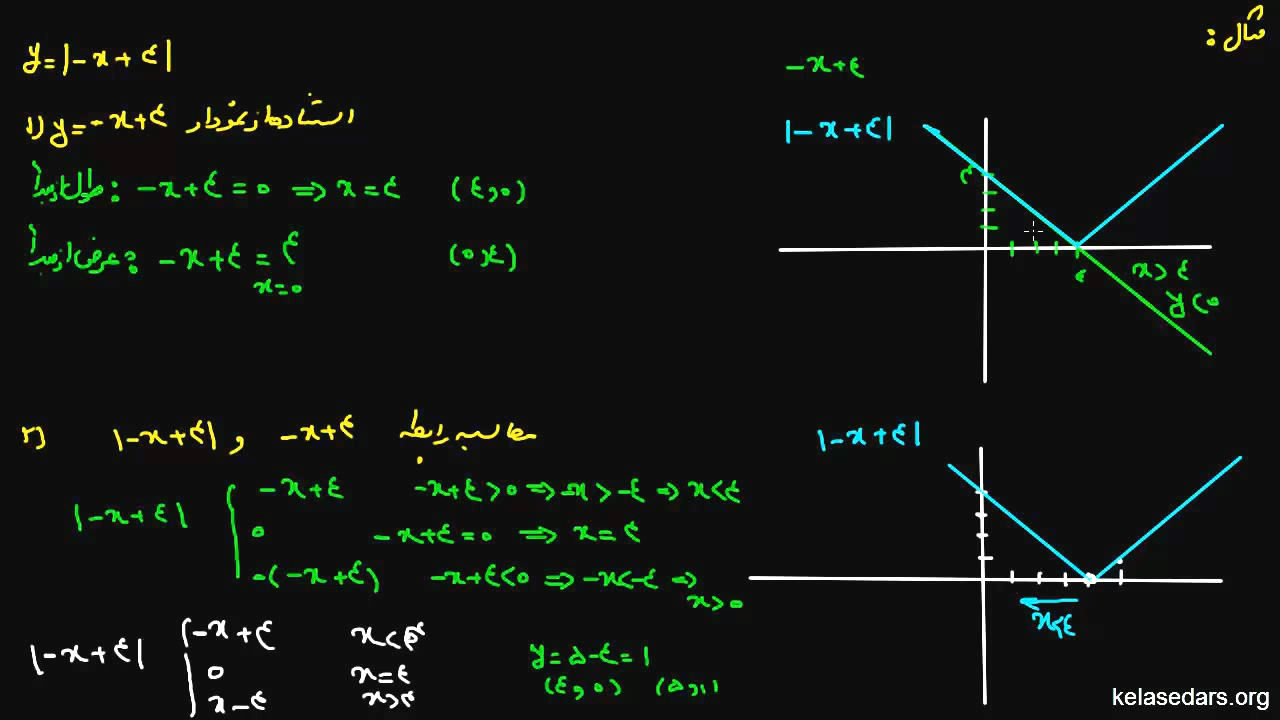 مثال :
y = |-x + ۴|
۱) y = -x + ۴ استفاده از نمودار
طول از مبدأ : -x + ۴ = ۰ ⟹ x = ۴ (۴ و ۰)
عرض از مبدأ : -x + ۴ = ۴ (۰ و ۴)
x = ۰
-x + ۴
|-x + ۴|
۴
۴
x > ۴
y < ۰
۲) |-x + ۴| و -x + ۴ محاسبه رابطه
|-x + ۴| { -x + ۴ -x + ۴ > ۰ ⟹ -x > -۴ ⟹ x < ۴
۰ -x + ۴ = ۰ ⟹ x = ۴
-(-x + ۴) -x + ۴ < ۰ ⟹ -x < -۴ ⟹
x > ۰
|-x + ۴| { -x + ۴ x < ۴
۰ x = ۴
x - ۴ x > ۴
y = ۵ - ۴ = ۱
(۴ و ۰) (۵ و ۱)
|-x + ۴|
x < ۴
kelasedars.org